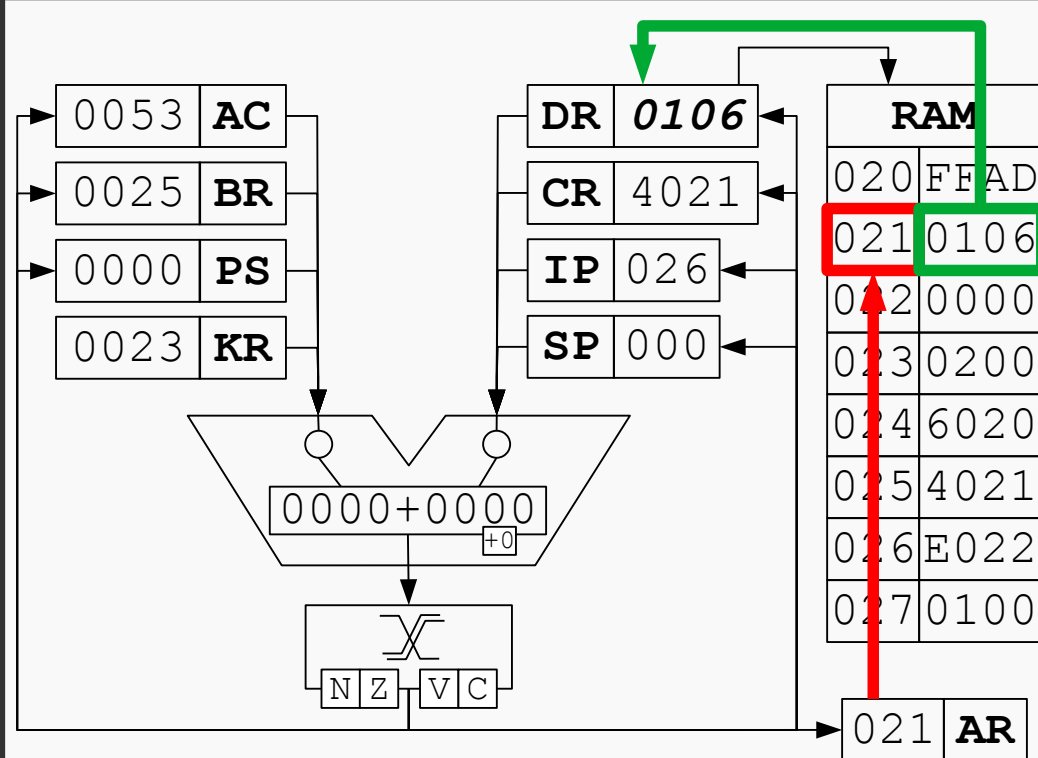 0053 AC
0025 BR
0000 PS
0023 KR
DR 0106
CR 4021
IP 026
SP 000
RAM
020 FFAD
021 0106
022 0000
023 0200
024 6020
025 4021
026 E022
027 0100
0000+0000
+0
N Z V C
021 AR